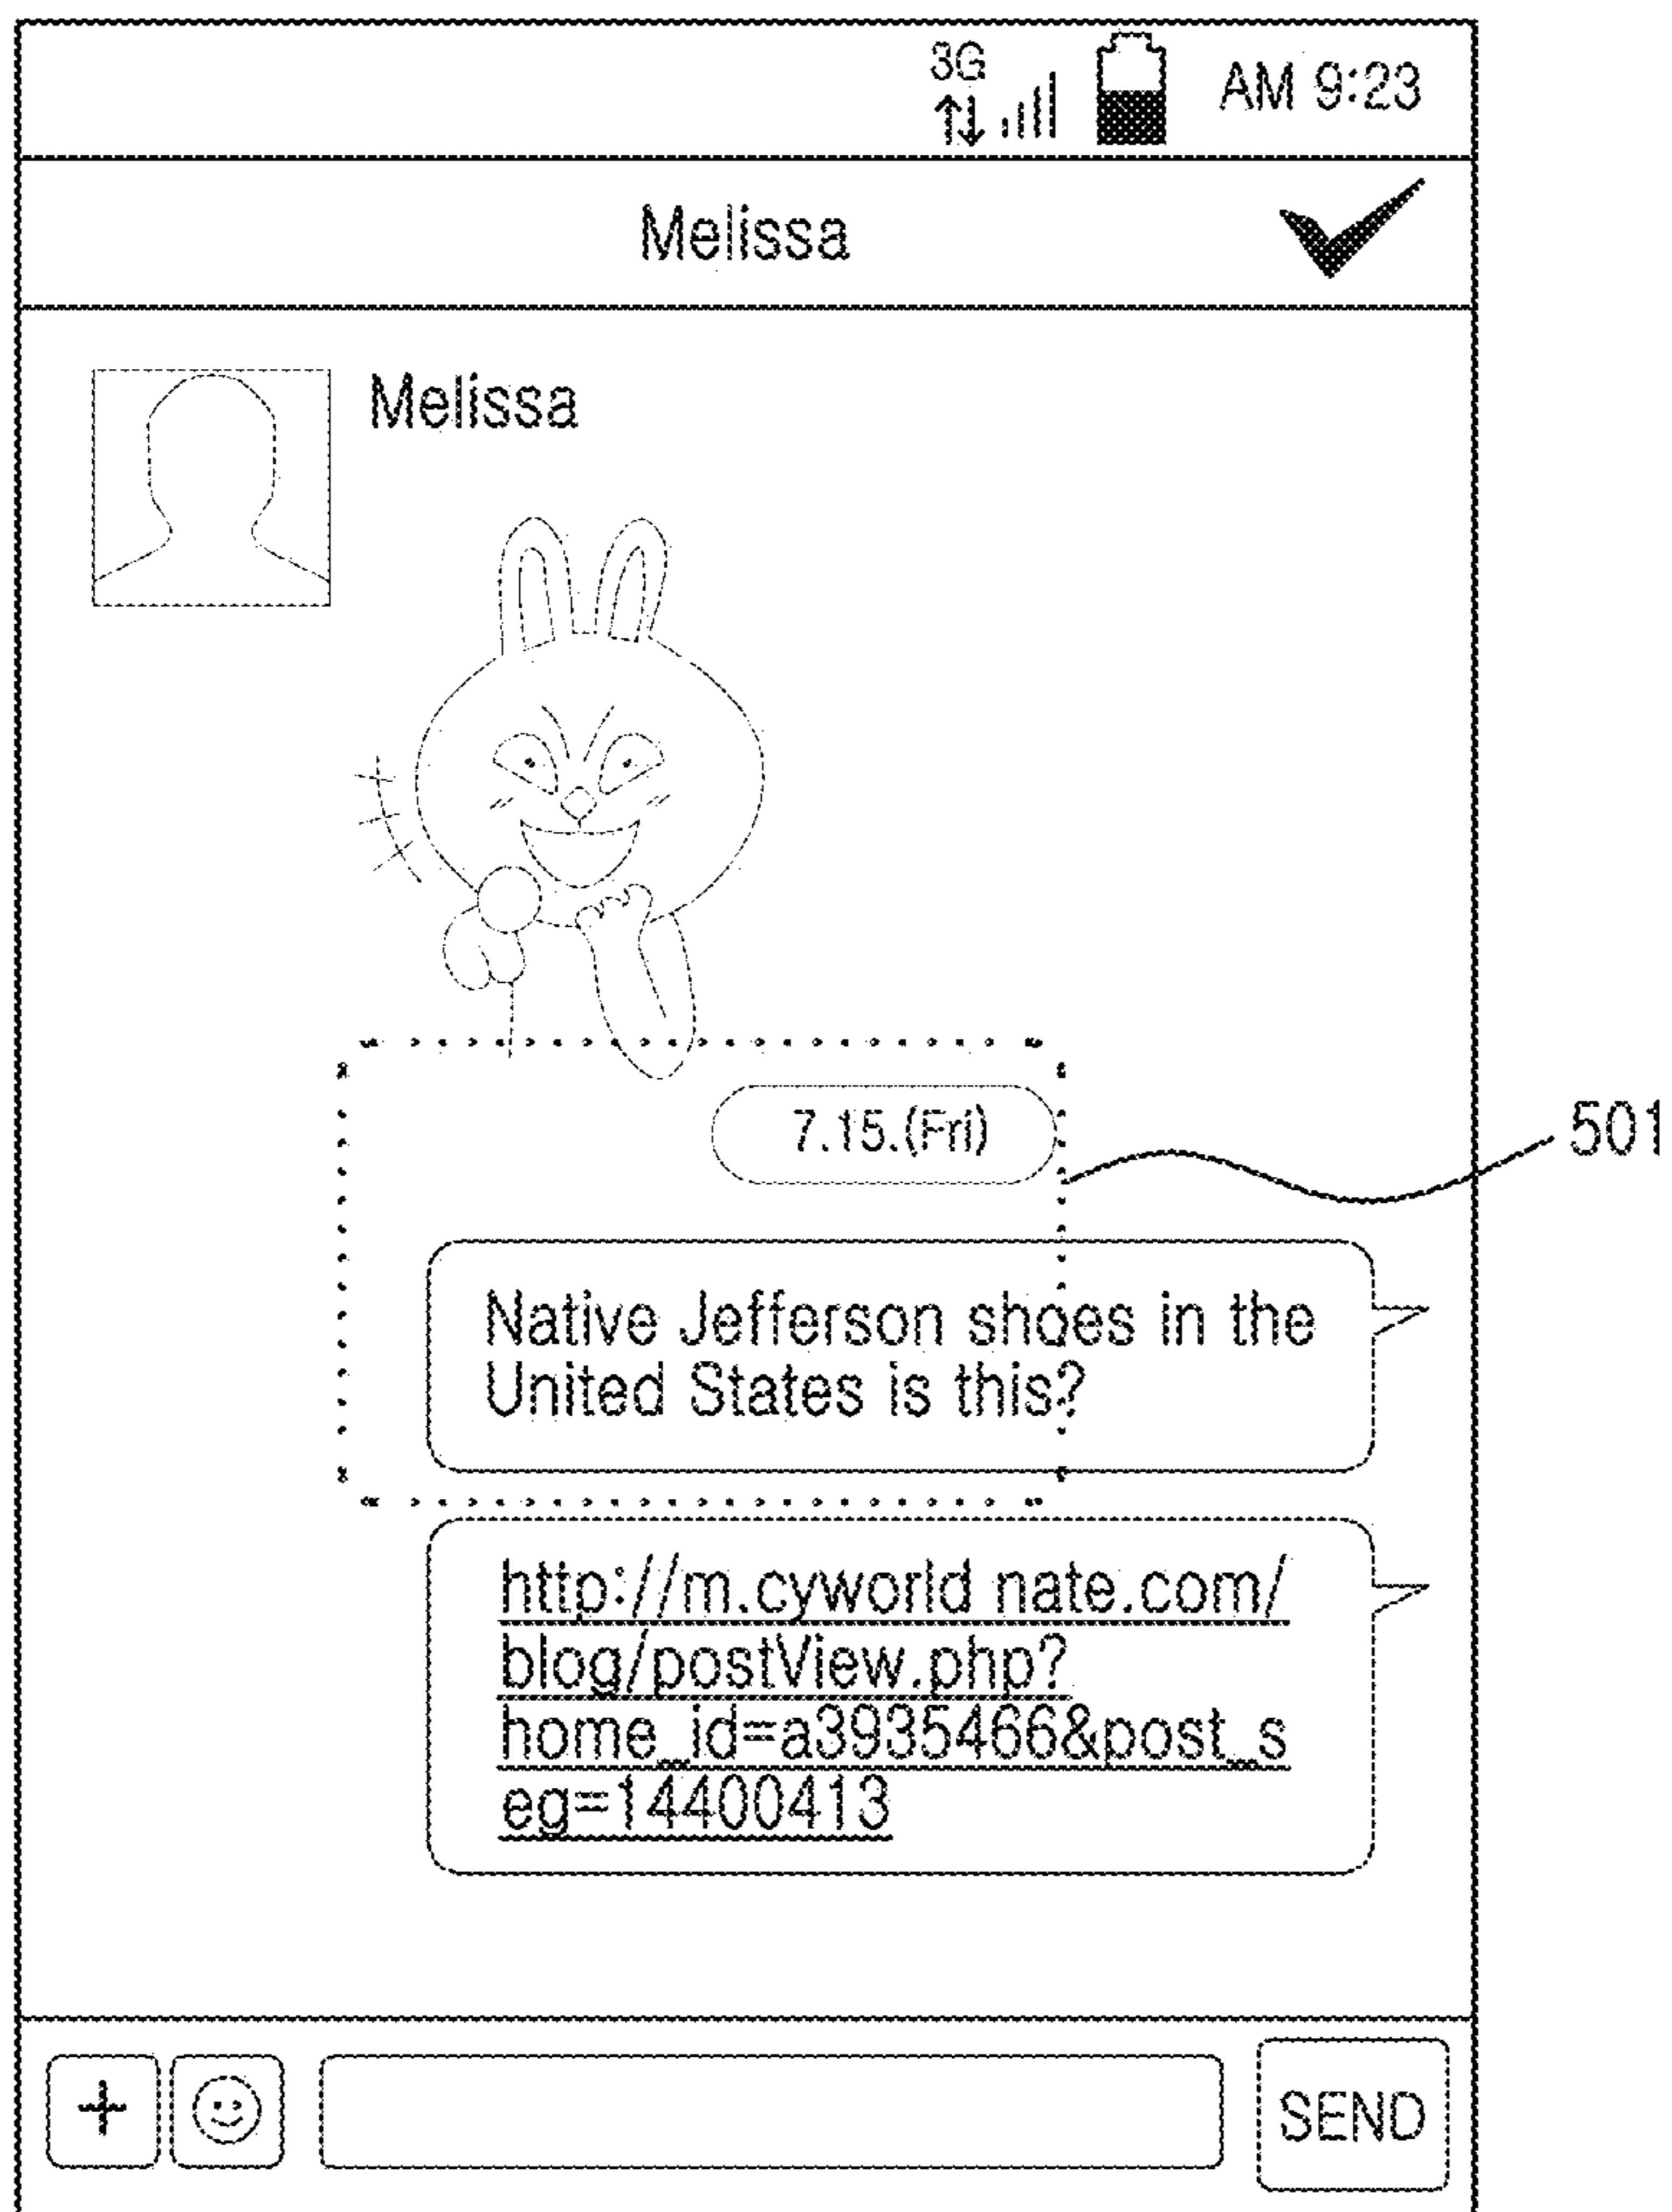 3G
AM 9:23
Melissa
Melissa
7.15.(Fri)
501
Native Jefferson shoes in the
United States is this?
http://m.cyworld nate.com/
blog/postView.php?
home_id=a3935466&post_s
eg=14400413
SEND